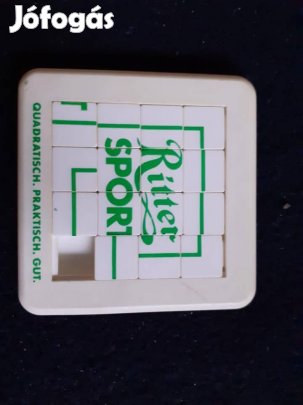 Jófogás
Ritter
SPORT
QUADRATISCH. PRAKTISCH. GUT.